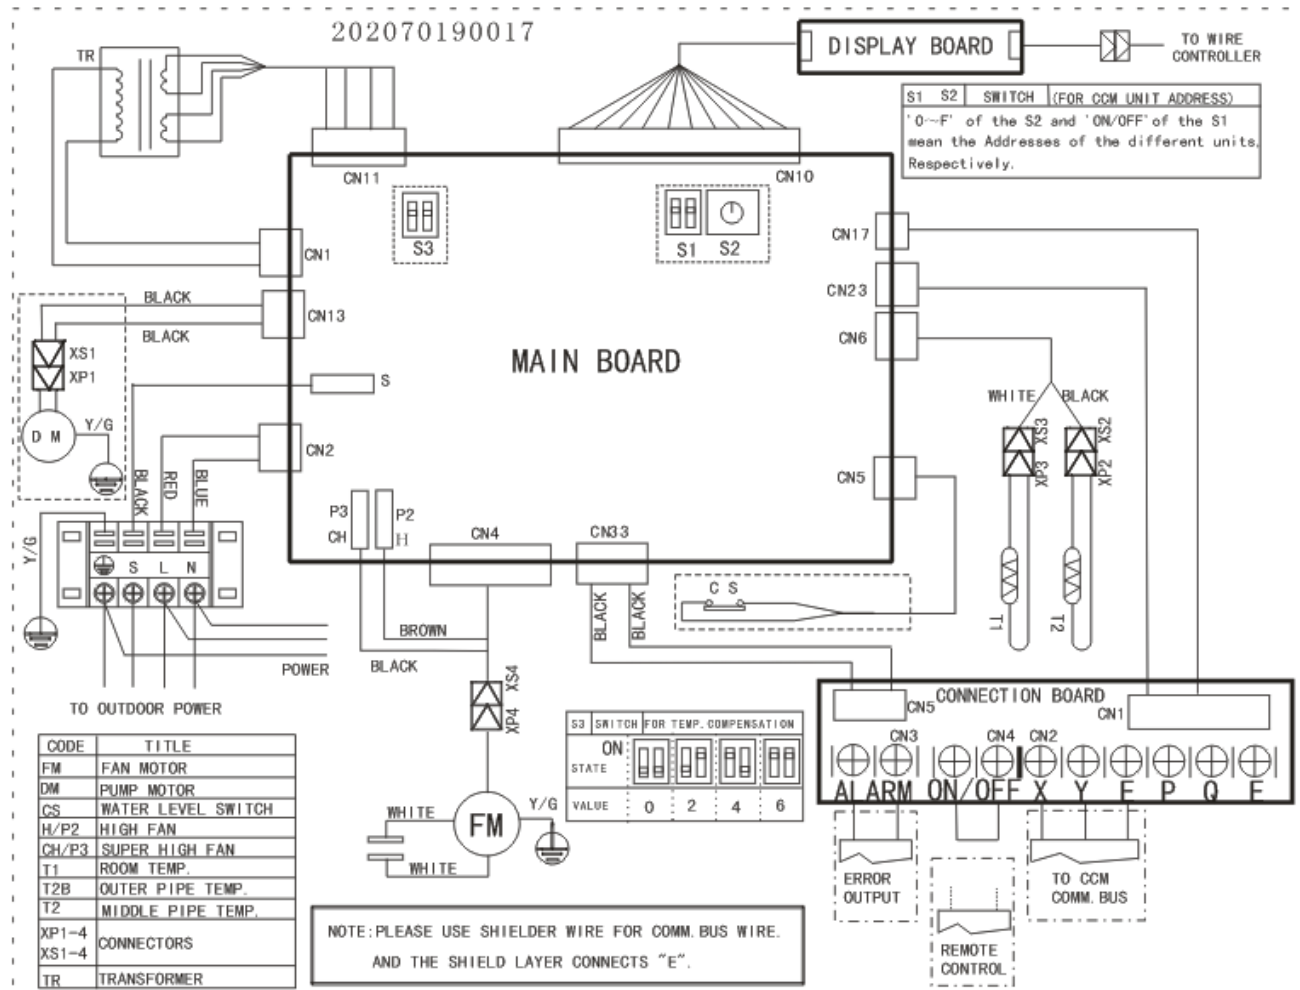 202070190017
TR
DISPLAY BOARD
TO WIRE
CONTROLLER
S1 S2 SWITCH (FOR CCM UNIT ADDRESS)
'0~F' of the S2 and 'ON/OFF'of the S1
mean the Addresses of the different units,
Respectively.
CN11
CN10
S3
S1 S2
CN17
CN1
CN23
BLACK
CN13
BLACK
CN6
XS1
XP1
MAIN BOARD
S
WHITE
BLACK
D M
Y/G
CN2
XS3
XS2
XP3
XP2
CN5
BLACK
RED
BLUE
P3
CH
P2
H
CN4
CN33
Y/G
S L N
C S
BLACK
BLACK
T1
T2
BROWN
BLACK
POWER
TO OUTDOOR POWER
XS4
XP4
CONNECTION BOARD
CN5
CN1
CN3
CN4 CN2
ALARM ON/OFF X Y E P Q E
S3 SWITCH FOR TEMP. COMPENSATION
ON
STATE
VALUE 0 2 4 6
CODE TITLE
FM FAN MOTOR
DM PUMP MOTOR
CS WATER LEVEL SWITCH
H/P2 HIGH FAN
CH/P3 SUPER HIGH FAN
T1 ROOM TEMP.
T2B OUTER PIPE TEMP.
T2 MIDDLE PIPE TEMP.
XP1-4
XS1-4
CONNECTORS
TR TRANSFORMER
WHITE
FM
Y/G
WHITE
ERROR
OUTPUT
TO CCM
COMM. BUS
REMOTE
CONTROL
NOTE:PLEASE USE SHIELDER WIRE FOR COMM. BUS WIRE.
AND THE SHIELD LAYER CONNECTS "E".